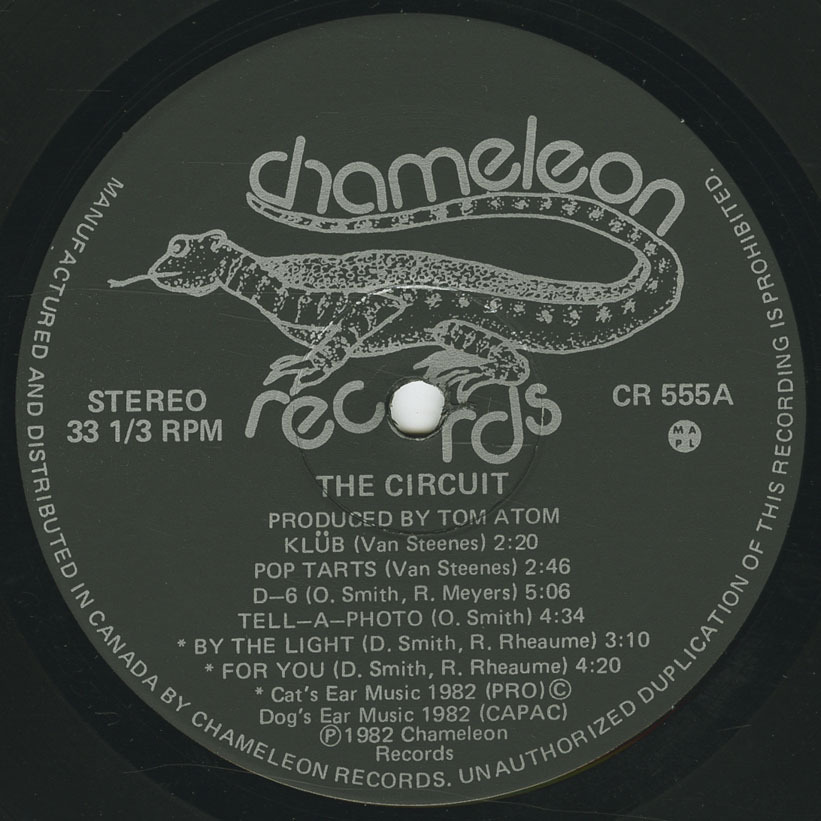 chameleon
records
STEREO
33 1/3 RPM
CR 555A
M A
P L
THE CIRCUIT
PRODUCED BY TOM ATOM
KLÜB (Van Steenes) 2:20
POP TARTS (Van Steenes) 2:46
D—6 (O. Smith, R. Meyers) 5:06
TELL—A—PHOTO (O. Smith) 4:34
* BY THE LIGHT (D. Smith, R. Rheaume) 3:10
* FOR YOU (D. Smith, R. Rheaume) 4:20
* Cat's Ear Music 1982 (PRO) ©
Dog's Ear Music 1982 (CAPAC)
℗ 1982 Chameleon
Records
MANUFACTURED AND DISTRIBUTED IN CANADA BY CHAMELEON RECORDS. UNAUTHORIZED DUPLICATION OF THIS RECORDING IS PROHIBITED.